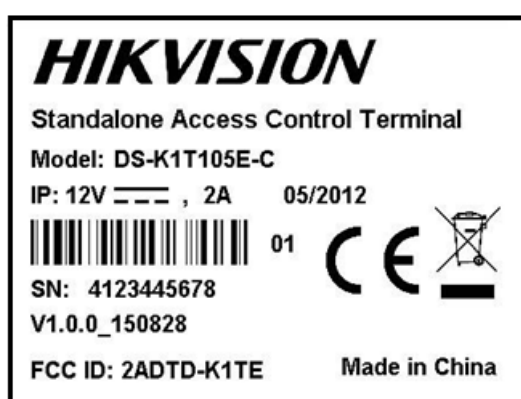 HIKVISION
Standalone Access Control Terminal
Model: DS-K1T105E-C
IP: 12V ⎓ , 2A 05/2012
01
SN: 4123445678
V1.0.0_150828
FCC ID: 2ADTD-K1TE Made in China